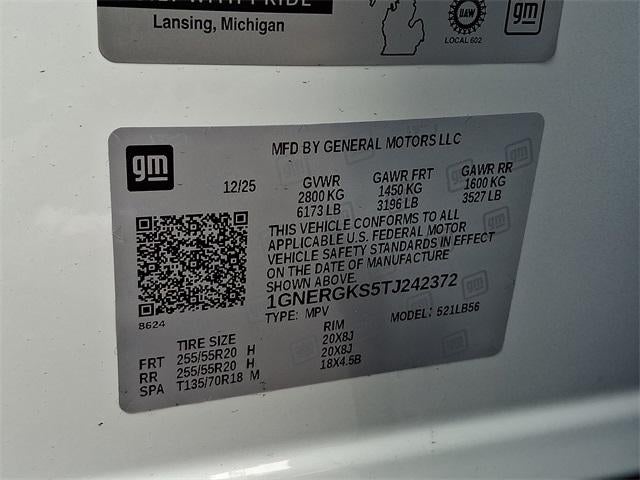 Lansing, Michigan
UAW
LOCAL 602
gm
gm
MFD BY GENERAL MOTORS LLC
12/25
GVWR GAWR FRT GAWR RR
2800 KG 1450 KG 1600 KG
6173 LB 3196 LB 3527 LB
THIS VEHICLE CONFORMS TO ALL
APPLICABLE U.S. FEDERAL MOTOR
VEHICLE SAFETY STANDARDS IN EFFECT
ON THE DATE OF MANUFACTURE
SHOWN ABOVE.
1GNERGKS5TJ242372
TYPE: MPV MODEL: 521LB56
8624
TIRE SIZE RIM
FRT 255/55R20 H 20X8J
RR 255/55R20 H 20X8J
SPA T135/70R18 M 18X4.5B